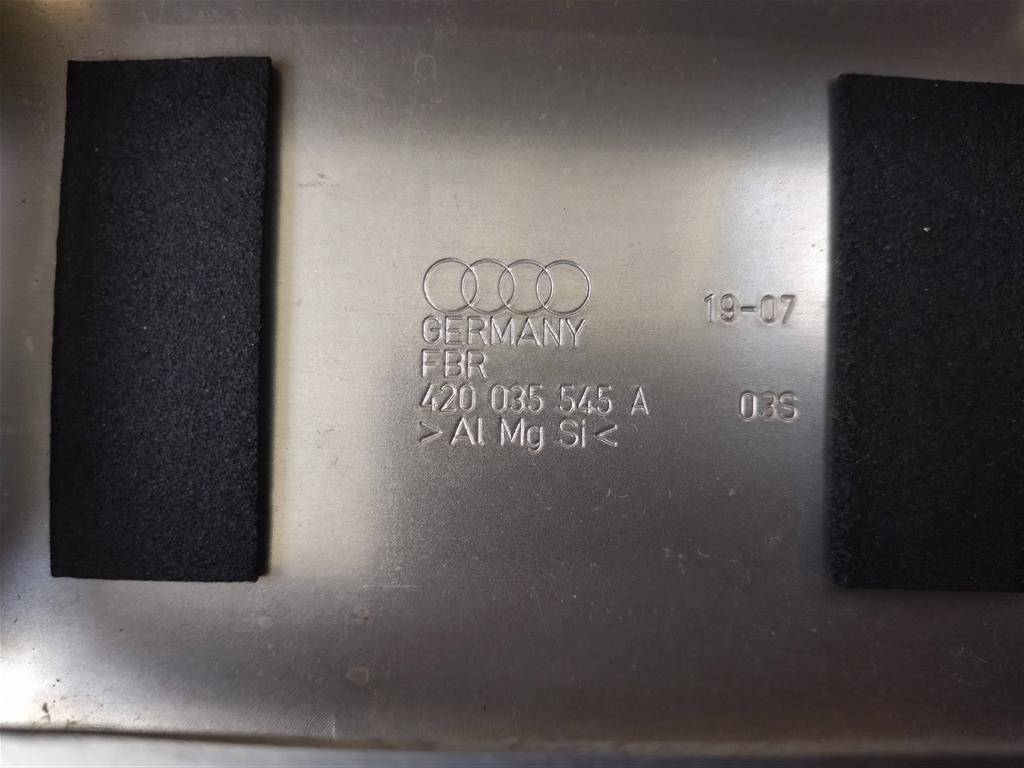 GERMANY
FBR
420 035 545 A
>Al Mg Si<
19-07
03S